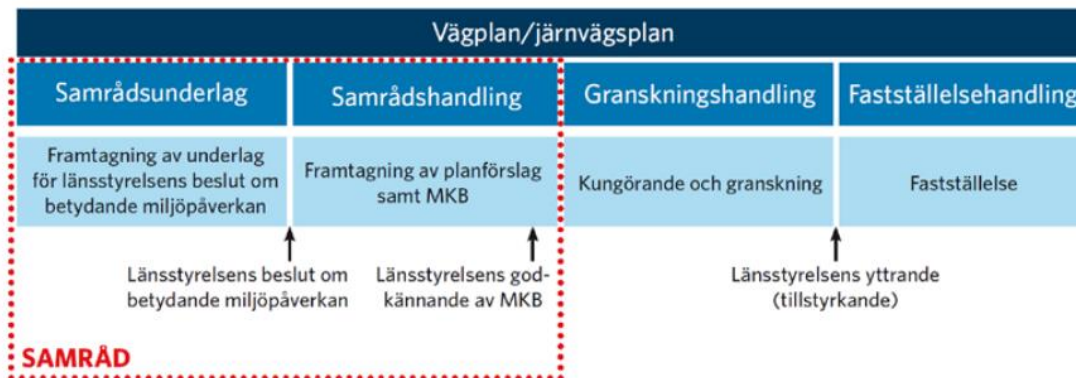 Vägplan/järnvägsplan
Samrådsunderlag
Samrådshandling
Granskningshandling
Fastställelsehandling
Framtagning av underlag
för länsstyrelsens beslut om
betydande miljöpåverkan
Framtagning av planförslag
samt MKB
Kungörande och granskning
Fastställelse
Länsstyrelsens beslut om
betydande miljöpåverkan
Länsstyrelsens god-
kännande av MKB
Länsstyrelsens yttrande
(tillstyrkande)
SAMRÅD